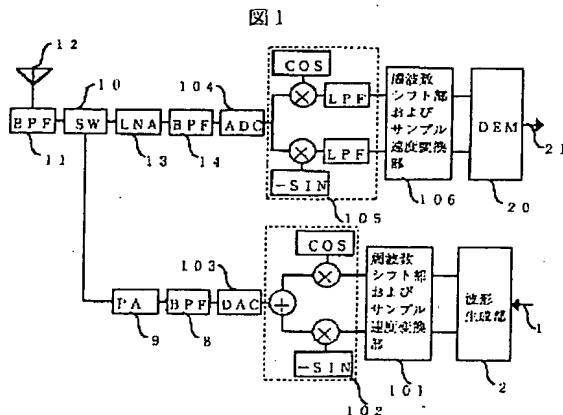 図1
12
10
104
COS
BPF
SW
LNA
BPF
ADC
LPF
LPF
周波数
シフト部
および
サンプル
速度変換
部
DEM
11
13
14
-SIN
105
106
20
21
103
COS
PA
BPF
DAC
周波数
シフト部
および
サンプル
速度変換
部
波形
生成部
1
9
8
-SIN
102
101
2